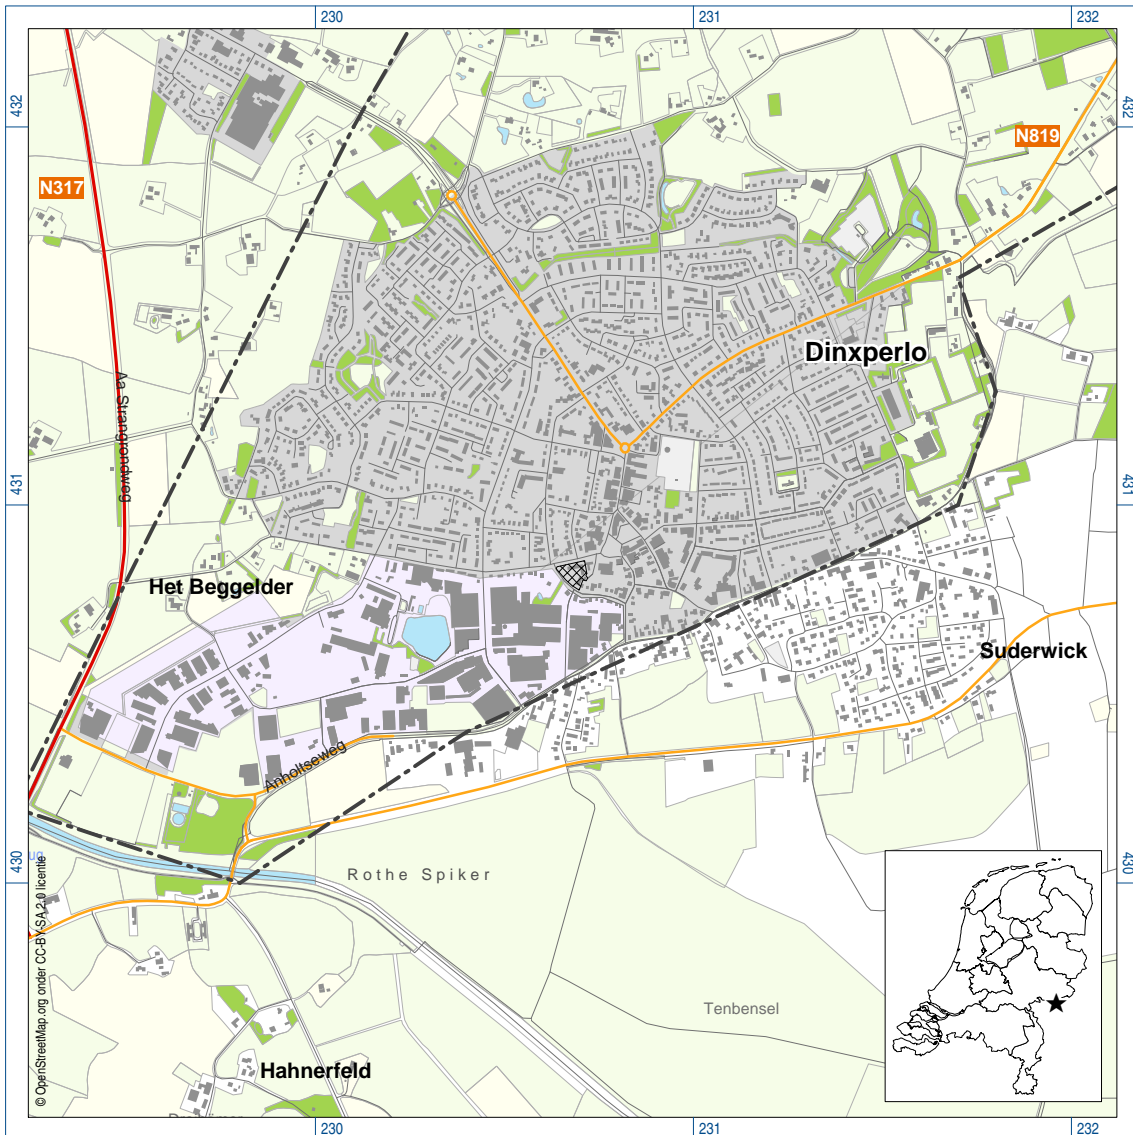 230
231
232
432
432
N819
N317
Dinxperlo
Aa-Strangrondweg
431
431
Het Beggelder
Suderwick
Anholtseweg
Rothe Spiker
430
430
© OpenStreetMap.org onder CC-BY-SA 2.0 licentie
Tenbensel
Hahnerfeld
230
231
232